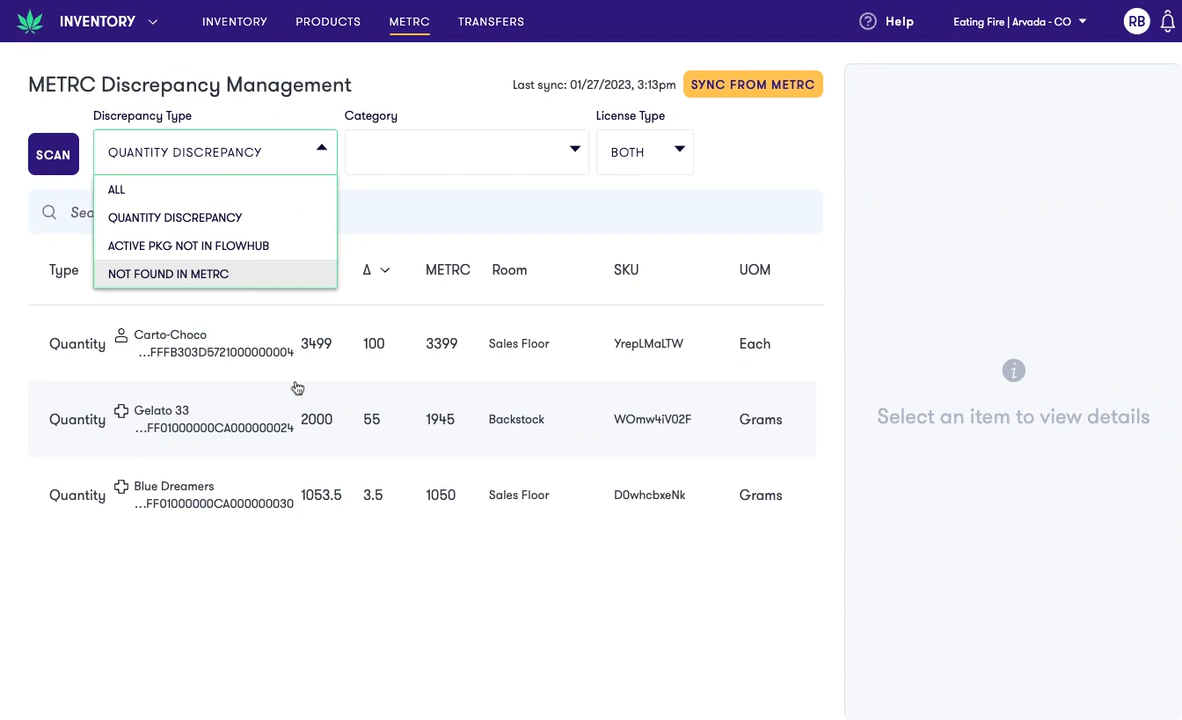 INVENTORY INVENTORY PRODUCTS METRC TRANSFERS Help Eating Fire | Arvada - CO RB
METRC Discrepancy Management Last sync: 01/27/2023, 3:13pm SYNC FROM METRC
Discrepancy Type Category License Type
SCAN QUANTITY DISCREPANCY BOTH
ALL
QUANTITY DISCREPANCY
ACTIVE PKG NOT IN FLOWHUB
NOT FOUND IN METRC
Type Δ METRC Room SKU UOM
Quantity Carto-Choco 3499 100 3399 Sales Floor YrepLMaLTW Each
...FFFB303D572100000004
Quantity Gelato 33 2000 55 1945 Backstock WOmw4iV02F Grams
...FF01000000CA000000024
Quantity Blue Dreamers 1053.5 3.5 1050 Sales Floor D0whcbxeNk Grams
...FF01000000CA000000030
Select an item to view details